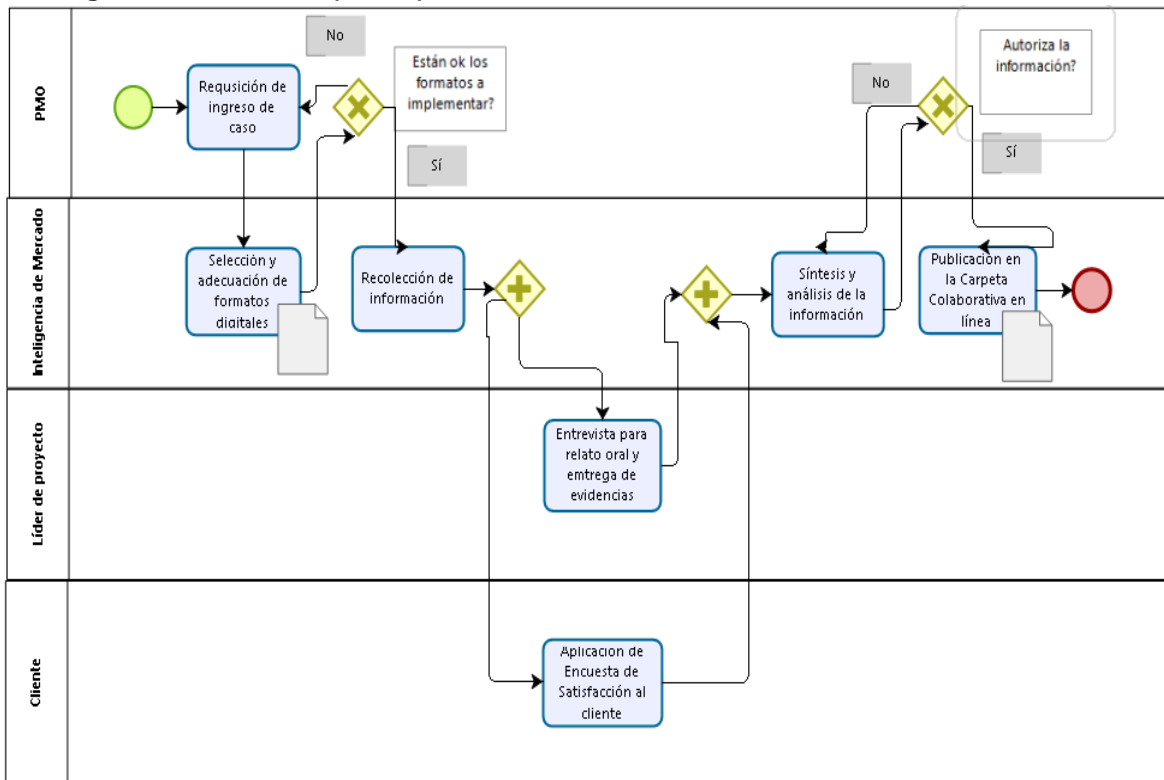 PMO
No
Están ok los
formatos a
implementar?
Requsición de
ingreso de
caso
Sí
No
Autoriza la
información?
Sí
Inteligencia de Mercado
Selección y
adecuación de
formatos
digitales
Recolección de
información
Síntesis y
análisis de la
información
Publicación en
la Carpeta
Colaborativa en
línea
Líder de proyecto
Entrevista para
relato oral y
emtrega de
evidencias
Cliente
Aplicación de
Encuesta de
Satisfacción al
cliente